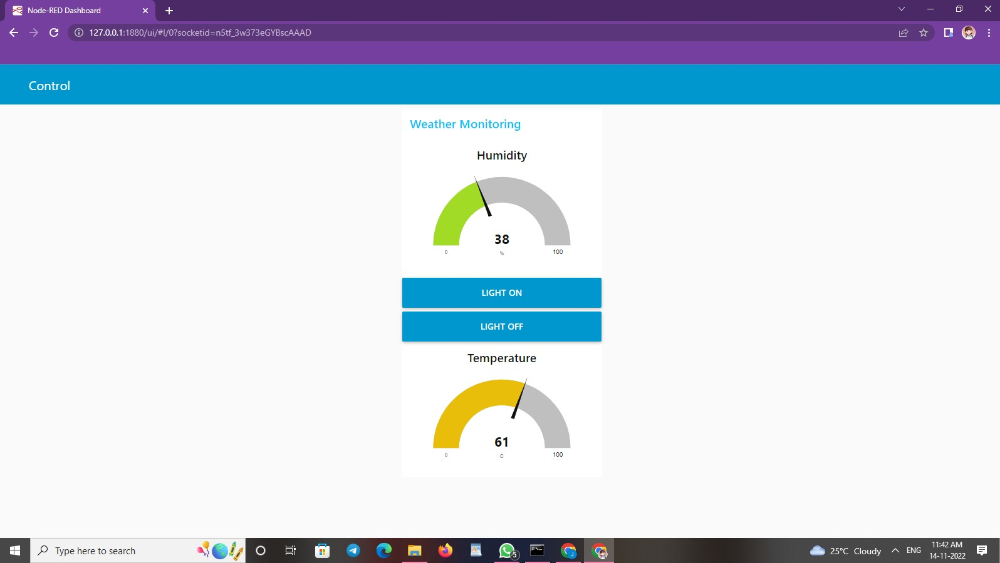 Node-RED Dashboard
127.0.0.1:1880/ui/#!/0?socketid=n5tf_3w373eGYBscAAAD
Control
Weather Monitoring
Humidity
38
0 % 100
LIGHT ON
LIGHT OFF
Temperature
61
0 C 100
Type here to search
5
J
25°C Cloudy
ENG
11:42 AM
14-11-2022